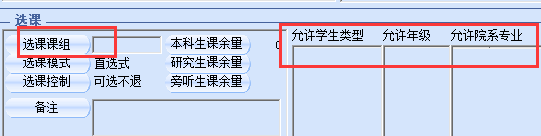 选课
选课课组 本科生课余量 0 允许学生类型 允许年级 允许院系专业
选课模式 直选式 研究生课余量
选课控制 可选不退 旁听生课余量
备注